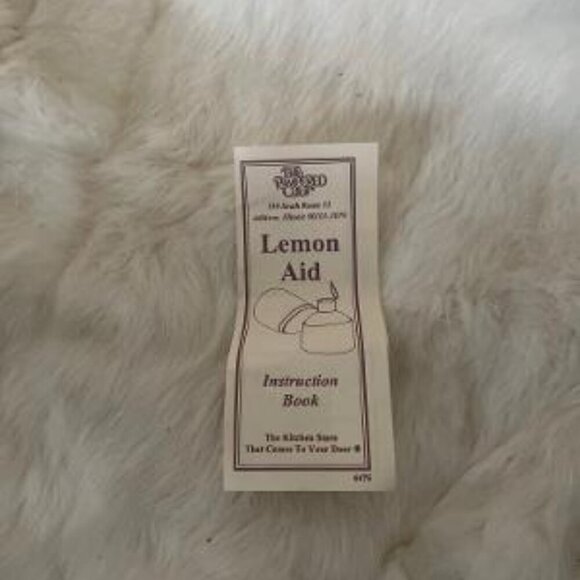 THE
PAMPERED
CHEF
Lemon
Aid
Instruction
Book
The Kitchen Store
That Comes To Your Door ®